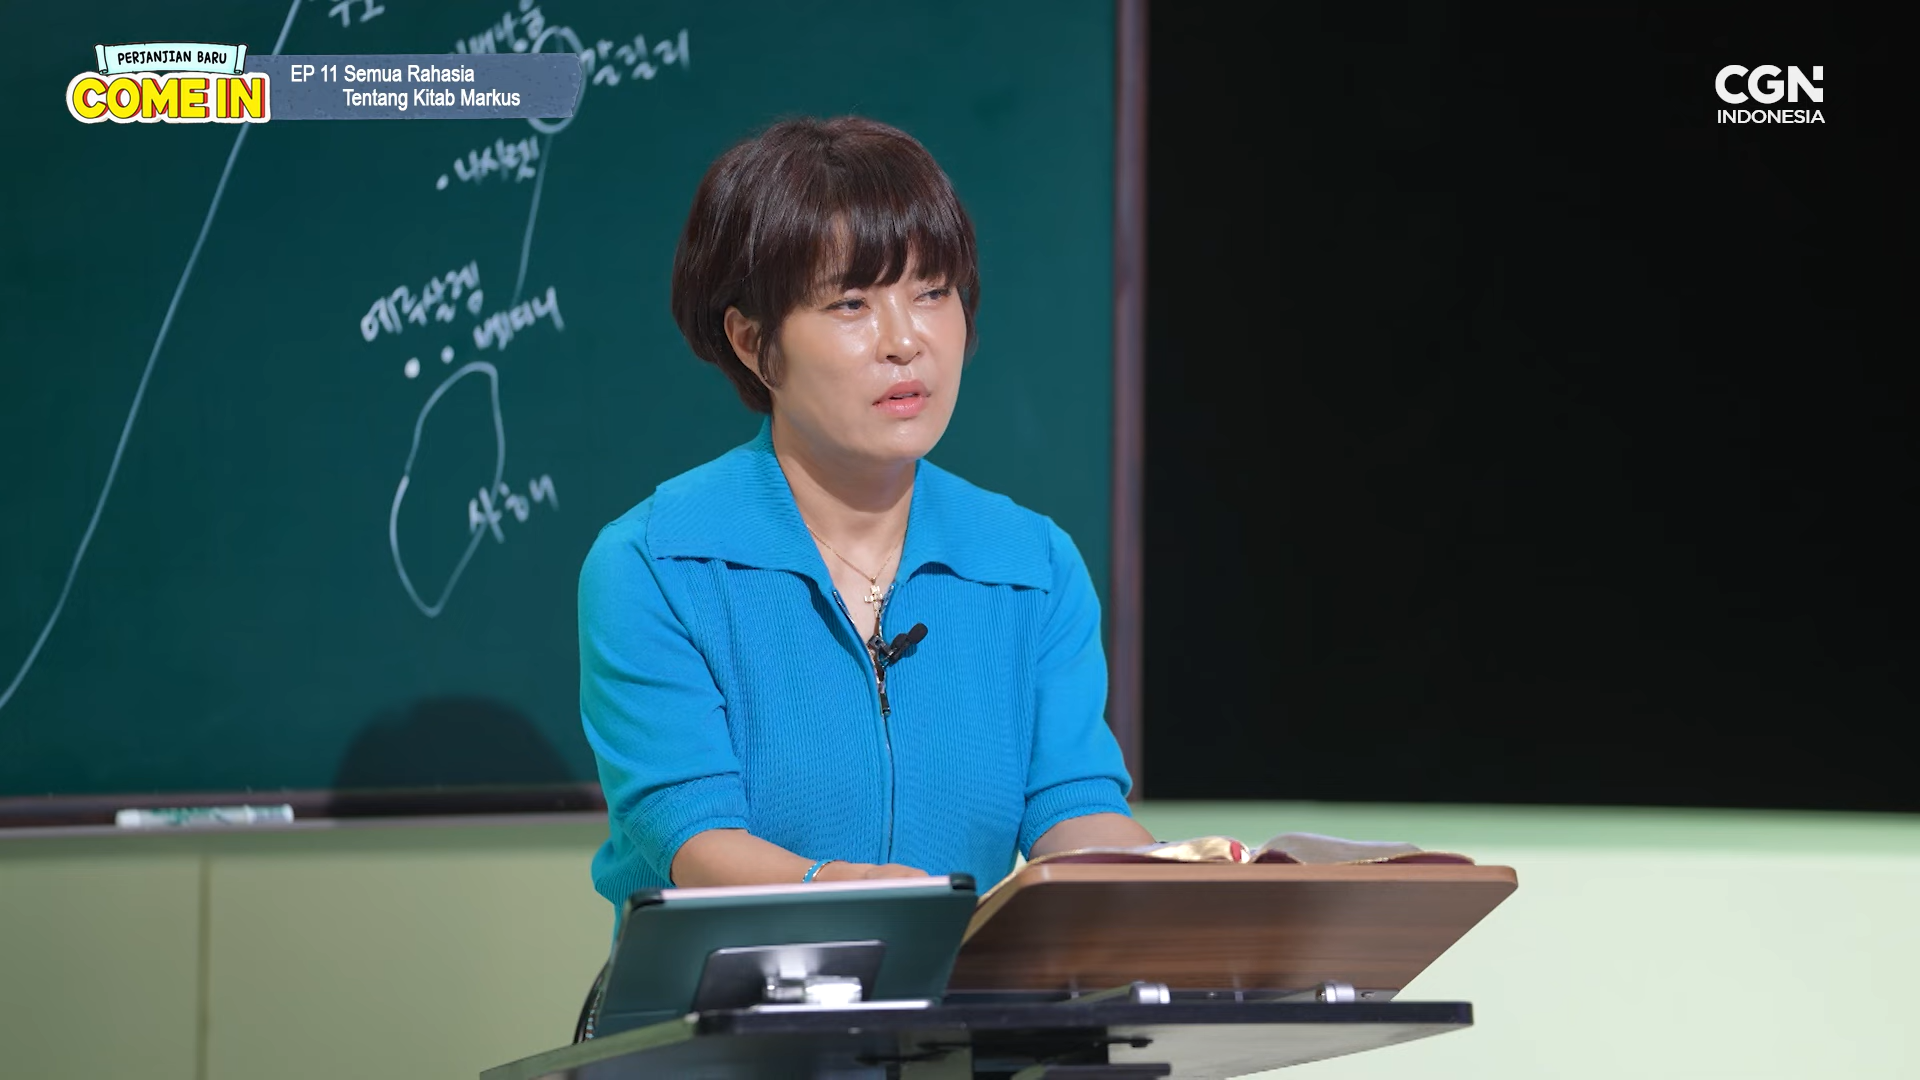 PERJANJIAN BARU
COME IN
EP 11 Semua Rahasia
Tentang Kitab Markus
CGN
INDONESIA
갈릴리
나사렛
예루살렘
베다니
사해